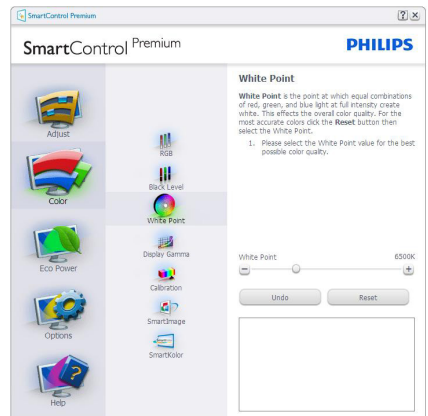 SmartControl Premium
SmartControl Premium
PHILIPS
Adjust
Color
Eco Power
Options
Help
RGB
Black Level
White Point
Display Gamma
Calibration
SmartImage
SmartKolor
White Point
White Point is the point at which equal combinations
of red, green, and blue light at full intensity create
white. This effects the overall color quality. For the
most accurate colors click the Reset button then
select the White Point.
1. Please select the White Point value for the best
possible color quality.
White Point 6500K
Undo Reset